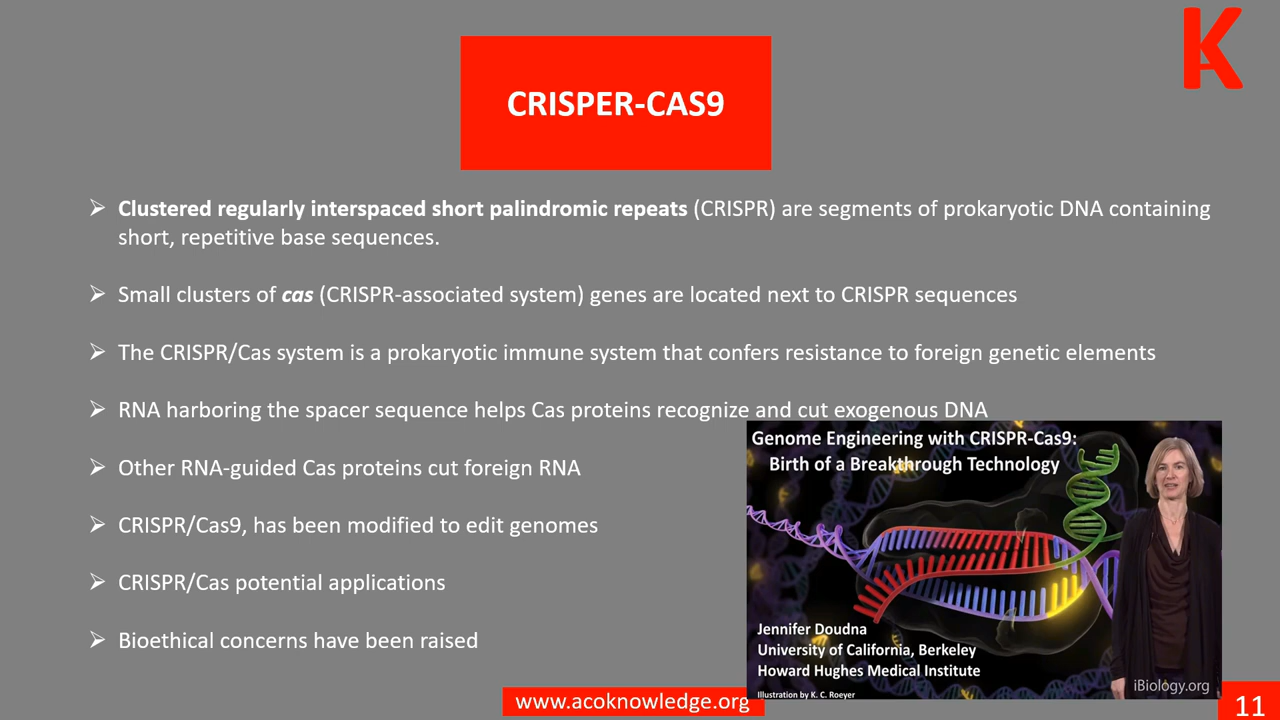 CRISPER-CAS9
Clustered regularly interspaced short palindromic repeats (CRISPR) are segments of prokaryotic DNA containing
short, repetitive base sequences.
Small clusters of cas (CRISPR-associated system) genes are located next to CRISPR sequences
The CRISPR/Cas system is a prokaryotic immune system that confers resistance to foreign genetic elements
RNA harboring the spacer sequence helps Cas proteins recognize and cut exogenous DNA
Other RNA-guided Cas proteins cut foreign RNA
CRISPR/Cas9, has been modified to edit genomes
CRISPR/Cas potential applications
Bioethical concerns have been raised
Genome Engineering with CRISPR-Cas9:
Birth of a Breakthrough Technology
Jennifer Doudna
University of California, Berkeley
Howard Hughes Medical Institute
Illustration by K. C. Roeyer
iBiology.org
www.acoknowledge.org
11